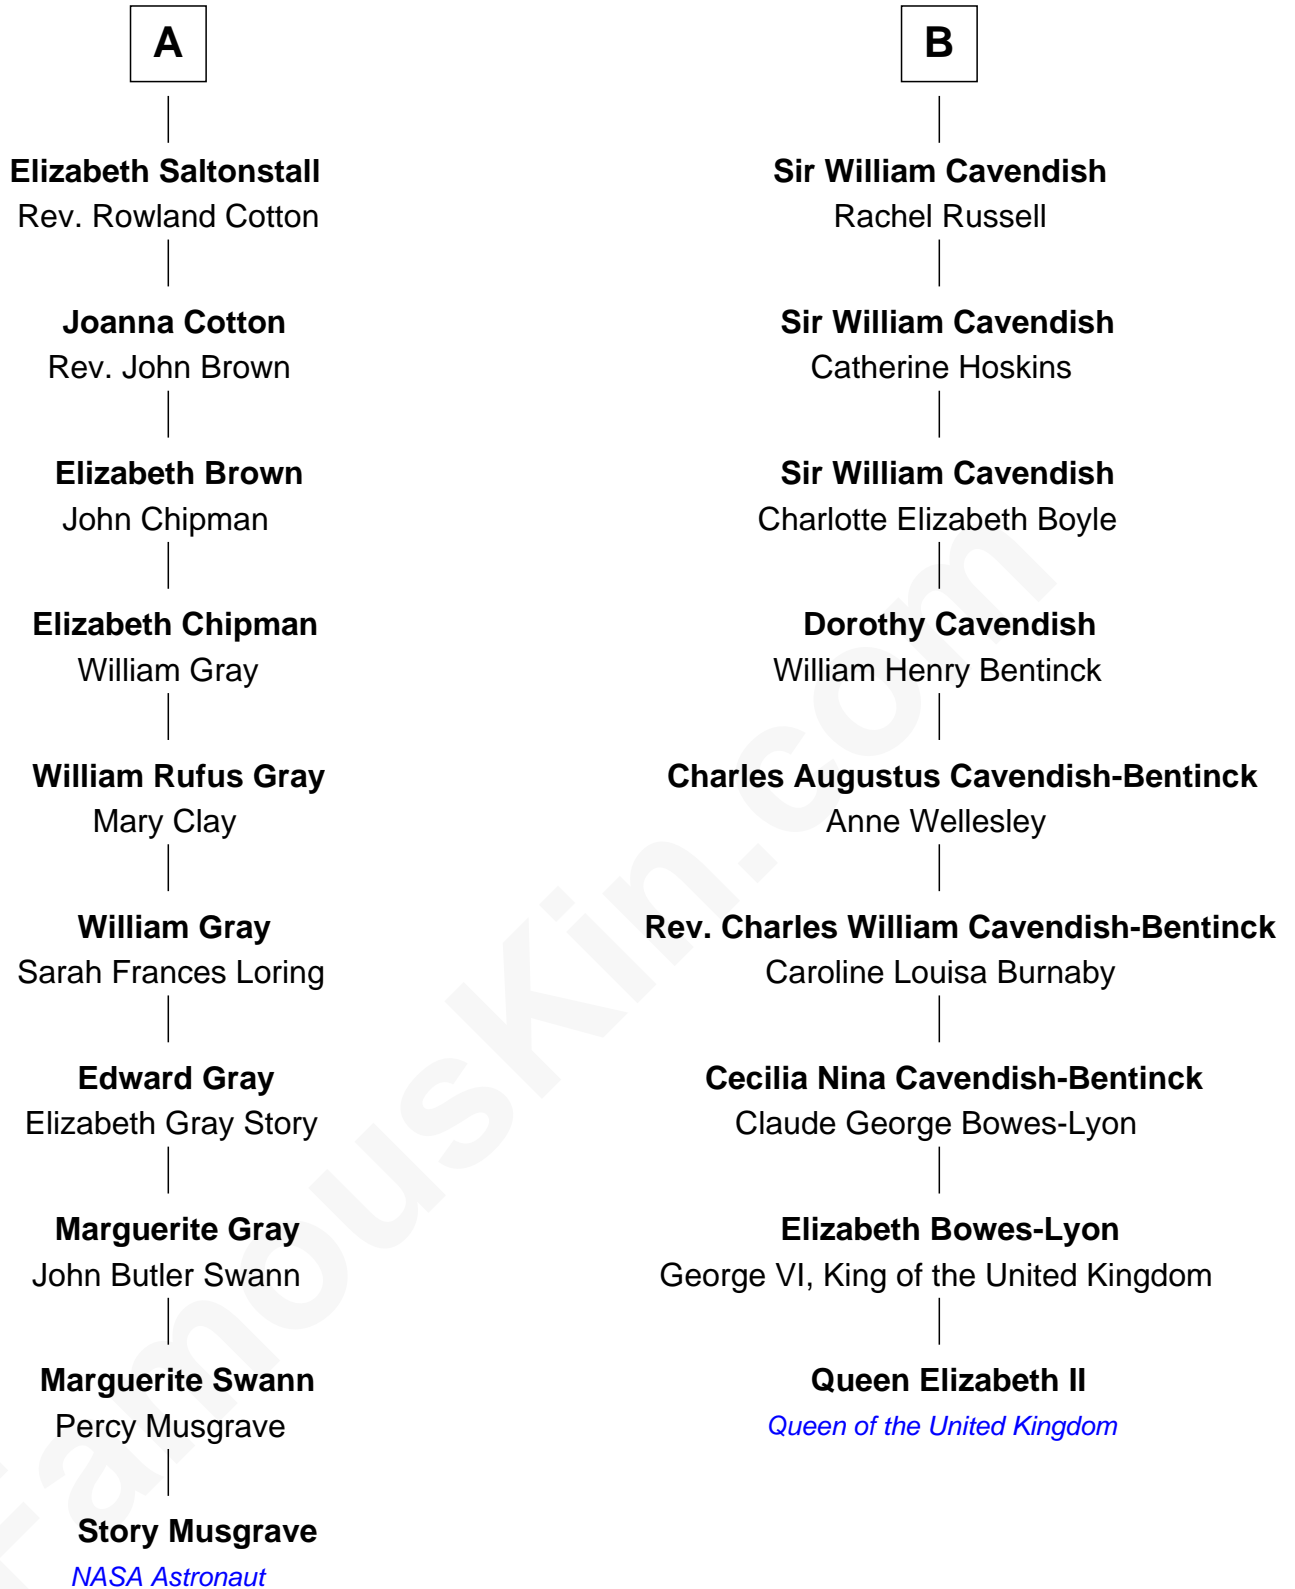 A
Elizabeth Saltonstall
Rev. Rowland Cotton
Joanna Cotton
Rev. John Brown
Elizabeth Brown
John Chipman
Elizabeth Chipman
William Gray
William Rufus Gray
Mary Clay
William Gray
Sarah Frances Loring
Edward Gray
Elizabeth Gray Story
Marguerite Gray
John Butler Swann
Marguerite Swann
Percy Musgrave
Story Musgrave
NASA Astronaut
B
Sir William Cavendish
Rachel Russell
Sir William Cavendish
Catherine Hoskins
Sir William Cavendish
Charlotte Elizabeth Boyle
Dorothy Cavendish
William Henry Bentinck
Charles Augustus Cavendish-Bentinck
Anne Wellesley
Rev. Charles William Cavendish-Bentinck
Caroline Louisa Burnaby
Cecilia Nina Cavendish-Bentinck
Claude George Bowes-Lyon
Elizabeth Bowes-Lyon
George VI, King of the United Kingdom
Queen Elizabeth II
Queen of the United Kingdom
FamousKin.com